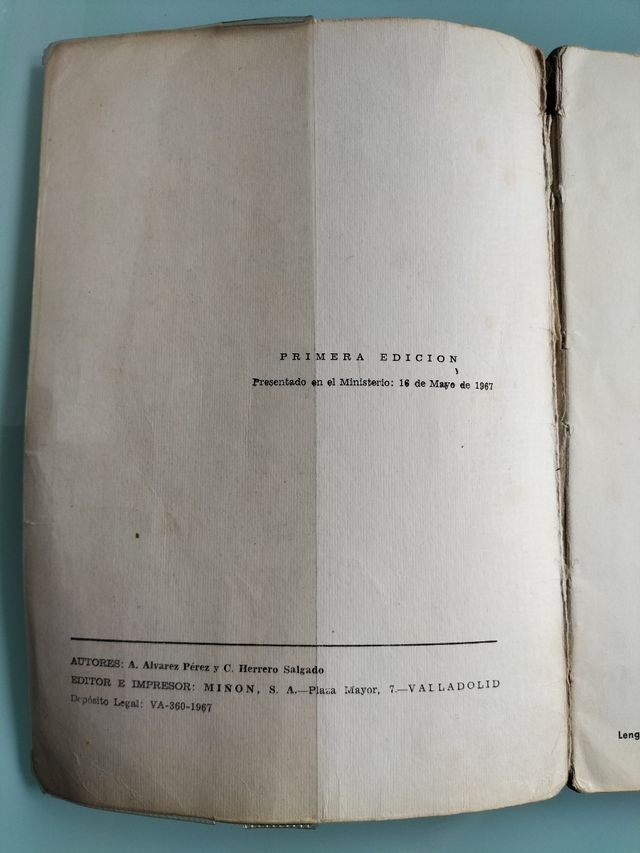 PRIMERA EDICION
Presentado en el Ministerio: 16 de Mayo de 1967
AUTORES: A. Alvarez Pérez y C. Herrero Salgado
EDITOR E IMPRESOR: MIÑON, S. A.—Plaza Mayor, 7.—VALLADOLID
Depósito Legal: VA-360-1967
Leng